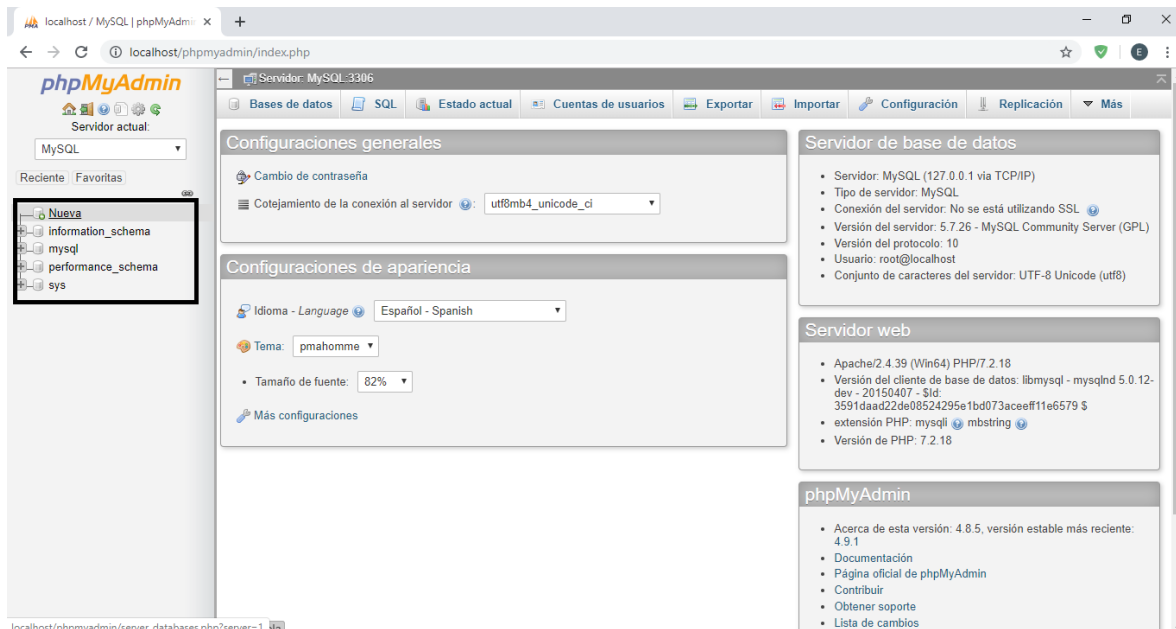 localhost / MySQL | phpMyAdmin
localhost/phpmyadmin/index.php
E
phpMyAdmin
Servidor actual:
MySQL
Reciente Favoritas
Nueva
information_schema
mysql
performance_schema
sys
Servidor: MySQL:3306
Bases de datos SQL Estado actual Cuentas de usuarios Exportar Importar Configuración Replicación Más
Configuraciones generales
Cambio de contraseña
Cotejamiento de la conexión al servidor : utf8mb4_unicode_ci
Configuraciones de apariencia
Idioma - Language Español - Spanish
Tema: pmahomme
• Tamaño de fuente: 82%
Más configuraciones
Servidor de base de datos
• Servidor: MySQL (127.0.0.1 via TCP/IP)
• Tipo de servidor: MySQL
• Conexión del servidor: No se está utilizando SSL
• Versión del servidor: 5.7.26 - MySQL Community Server (GPL)
• Versión del protocolo: 10
• Usuario: root@localhost
• Conjunto de caracteres del servidor: UTF-8 Unicode (utf8)
Servidor web
• Apache/2.4.39 (Win64) PHP/7.2.18
• Versión del cliente de base de datos: libmysql - mysqlnd 5.0.12-
dev - 20150407 - $Id:
3591daad22de08524295e1bd073aceeff11e6579 $
• extensión PHP: mysqli mbstring
• Versión de PHP: 7.2.18
phpMyAdmin
• Acerca de esta versión: 4.8.5, versión estable más reciente:
4.9.1
• Documentación
• Página oficial de phpMyAdmin
• Contribuir
• Obtener soporte
• Lista de cambios
localhost/phpmyadmin/server_databases.php?server=1